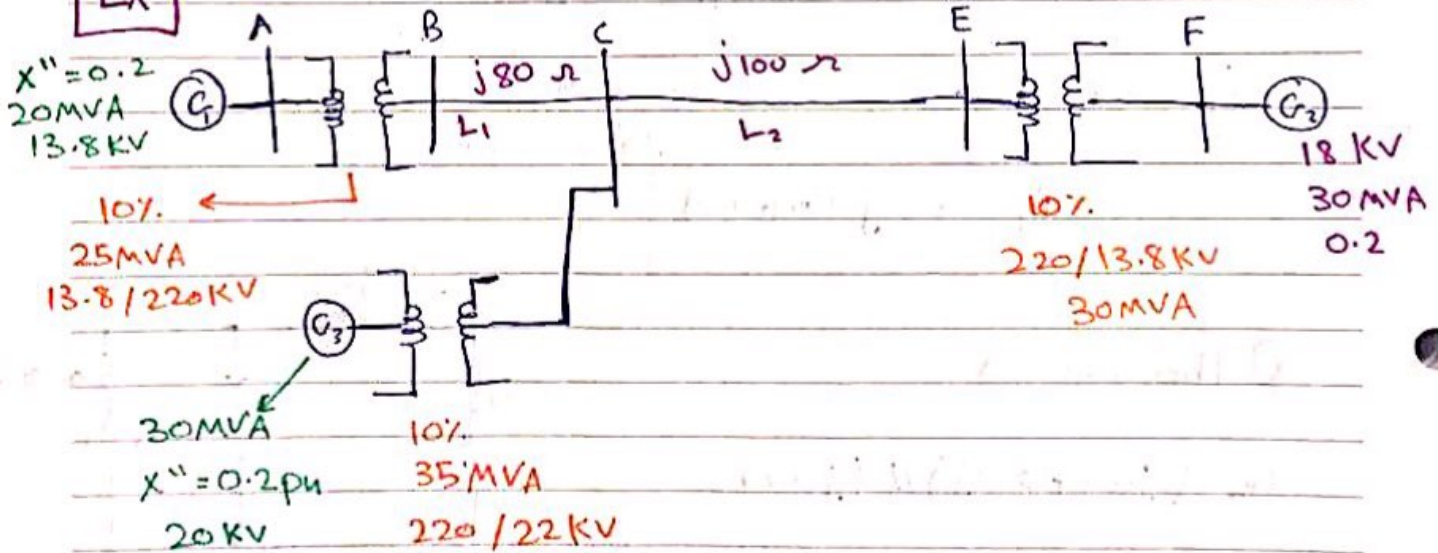 EX
A
B
C
E
F
X"=0.2
20MVA
13.8KV
G1
j80 Ω
L1
j100 Ω
L2
G2
18 KV
30 MVA
0.2
10%.
25MVA
13.8/220KV
10%.
220/13.8KV
30MVA
G3
30MVA
X"=0.2pu
20KV
10%.
35MVA
220/22KV